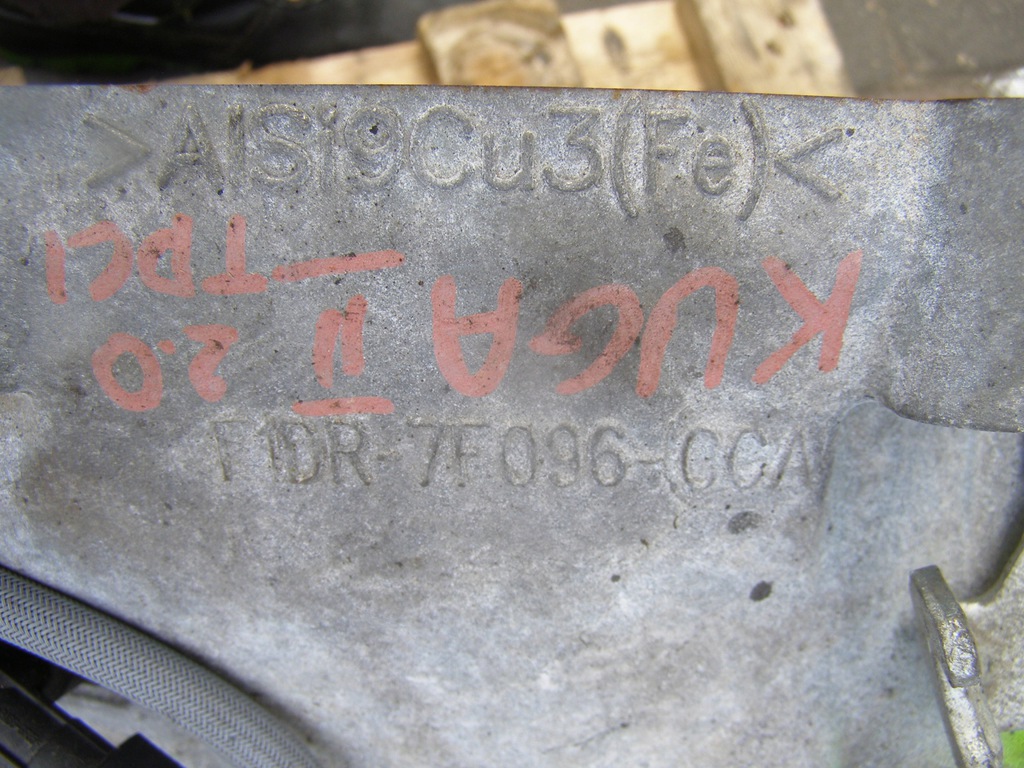 >AlSi9Cu3(Fe)<
KUGA II 2.0
TDCI
F1DR-7F096-CCA